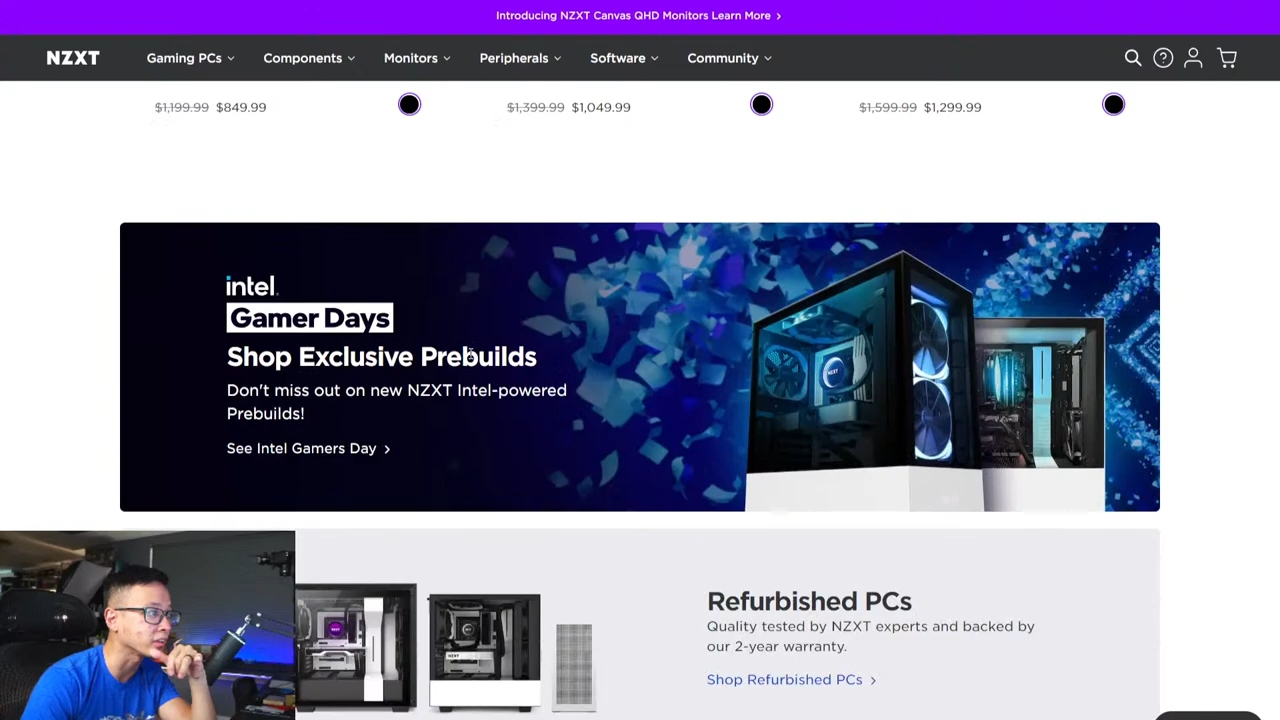 Introducing NZXT Canvas QHD Monitors Learn More
NZXT
Gaming PCs
Components
Monitors
Peripherals
Software
Community
$1,199.99 $849.99
$1,399.99 $1,049.99
$1,599.99 $1,299.99
intel.
Gamer Days
Shop Exclusive Prebuilds
Don't miss out on new NZXT Intel-powered
Prebuilds!
See Intel Gamers Day
NZXT
Refurbished PCs
Quality tested by NZXT experts and backed by
our 2-year warranty.
Shop Refurbished PCs
NZXT